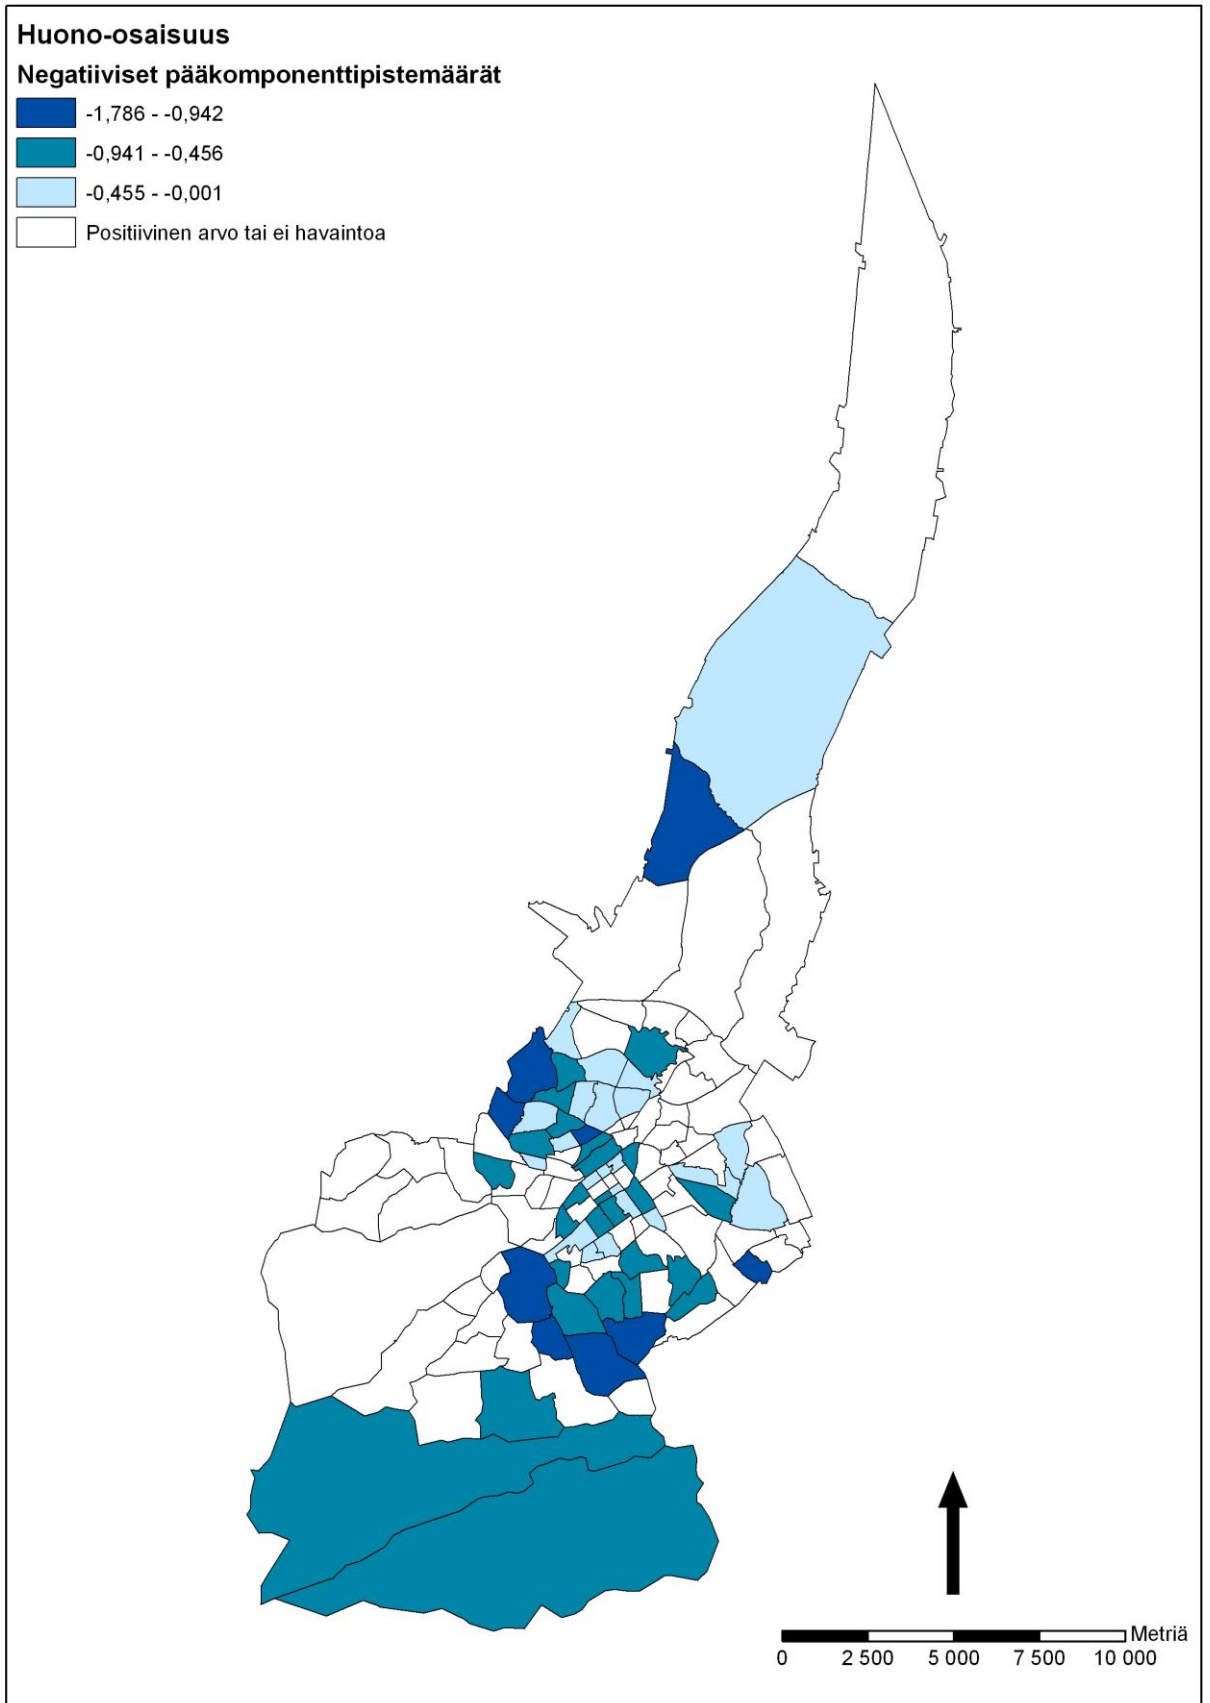 Huono-osaisuus
Negatiiviset pääkomponenttipistemäärät
-1,786 - -0,942
-0,941 - -0,456
-0,455 - -0,001
Positiivinen arvo tai ei havaintoa
Metriä
0 2 500 5 000 7 500 10 000